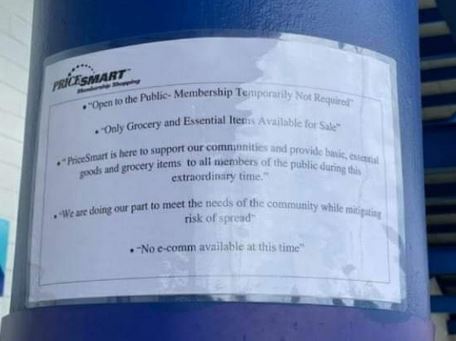 PRICESMART
Membership Shopping
• "Open to the Public- Membership Temporarily Not Required"
• "Only Grocery and Essential Items Available for Sale"
• "PriceSmart is here to support our communities and provide basic, essential
goods and grocery items to all members of the public during this
extraordinary time."
• "We are doing our part to meet the needs of the community while mitigating
risk of spread"
• "No e-comm available at this time"